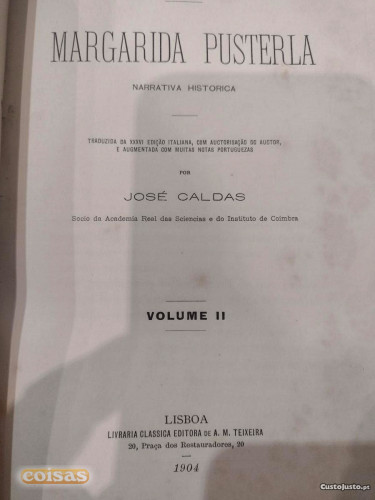 MARGARIDA PUSTERLA
NARRATIVA HISTORICA
TRADUZIDA DA XXXVI EDIÇÃO ITALIANA, COM AUCTORISAÇÃO DO AUCTOR,
E AUGMENTADA COM MUITAS NOTAS PORTUGUEZAS
POR
JOSÉ CALDAS
Socio da Academia Real das Sciencias e do Instituto de Coimbra
VOLUME II
LISBOA
LIVRARIA CLASSICA EDITORA DE A. M. TEIXEIRA
20, Praça dos Restauradores, 20
1904
coisas
CustoJusto.pt